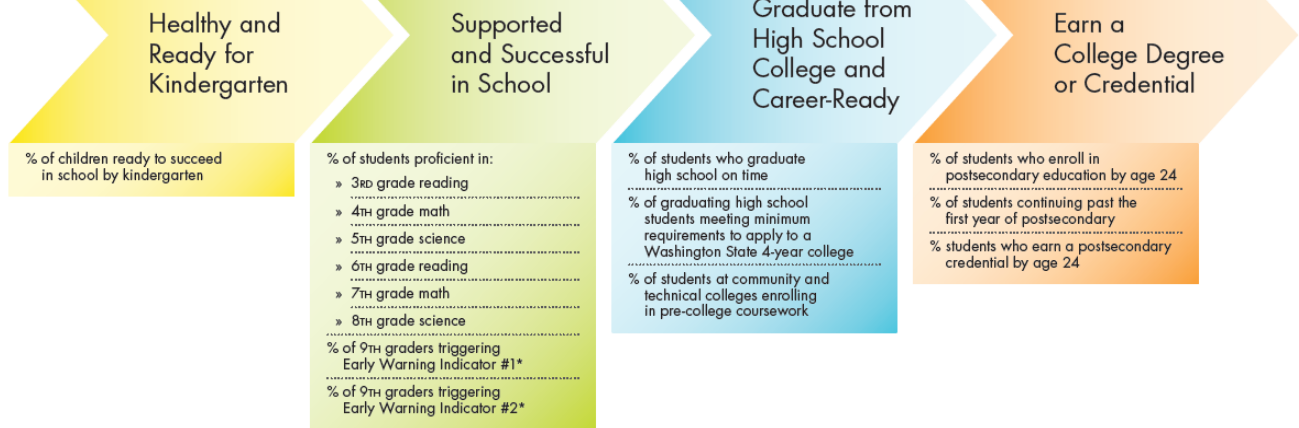 Healthy and
Ready for
Kindergarten
% of children ready to succeed
in school by kindergarten
Supported
and Successful
in School
% of students proficient in:
» 3RD grade reading
» 4TH grade math
» 5TH grade science
» 6TH grade reading
» 7TH grade math
» 8TH grade science
% of 9TH graders triggering
Early Warning Indicator #1*
% of 9TH graders triggering
Early Warning Indicator #2*
Graduate from
High School
College and
Career-Ready
% of students who graduate
high school on time
% of graduating high school
students meeting minimum
requirements to apply to a
Washington State 4-year college
% of students at community and
technical colleges enrolling
in pre-college coursework
Earn a
College Degree
or Credential
% of students who enroll in
postsecondary education by age 24
% of students continuing past the
first year of postsecondary
% students who earn a postsecondary
credential by age 24